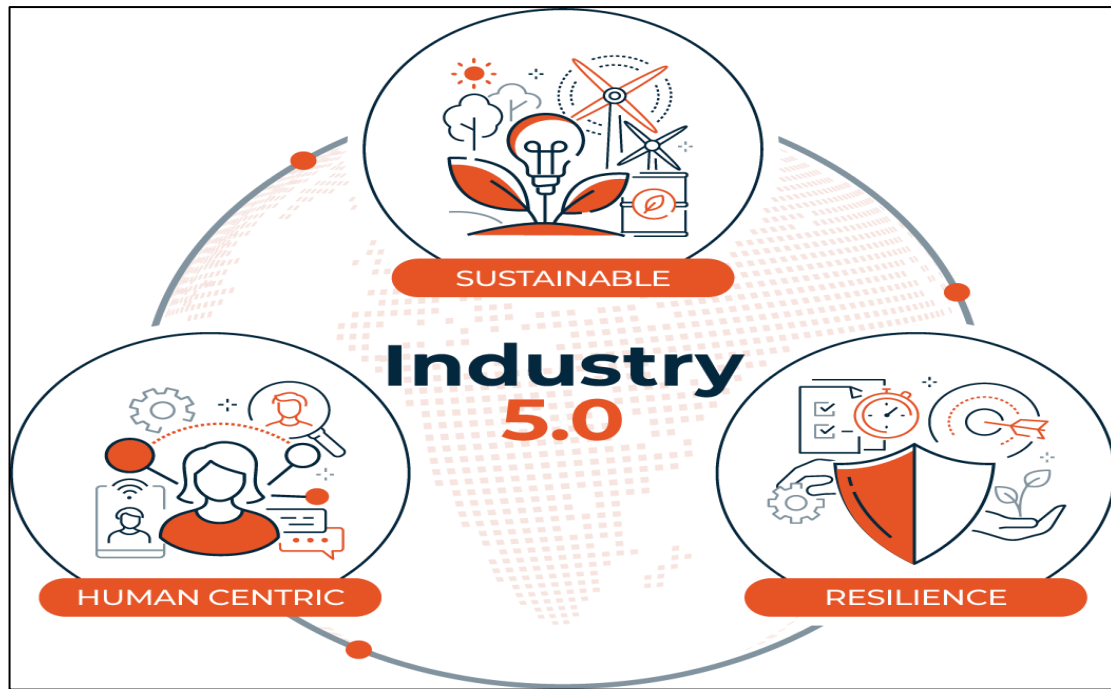 SUSTAINABLE
Industry
5.0
HUMAN CENTRIC
RESILIENCE